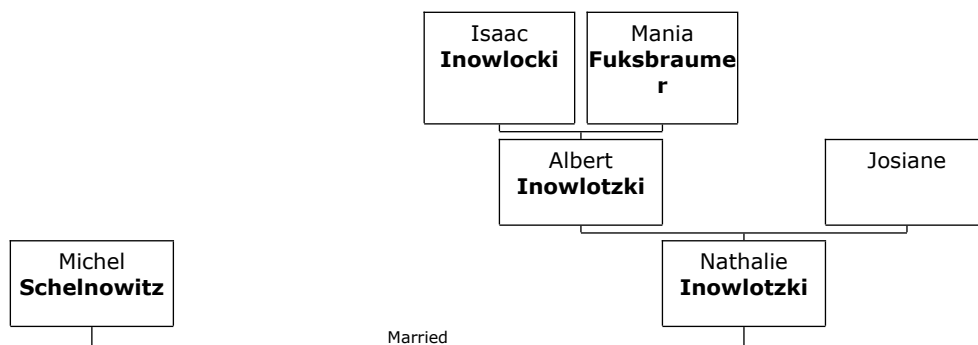 Isaac
Inowlocki
Mania
Fuksbraume
r
Albert
Inowlotzki
Josiane
Michel
Schelnowitz
Nathalie
Inowlotzki
Married